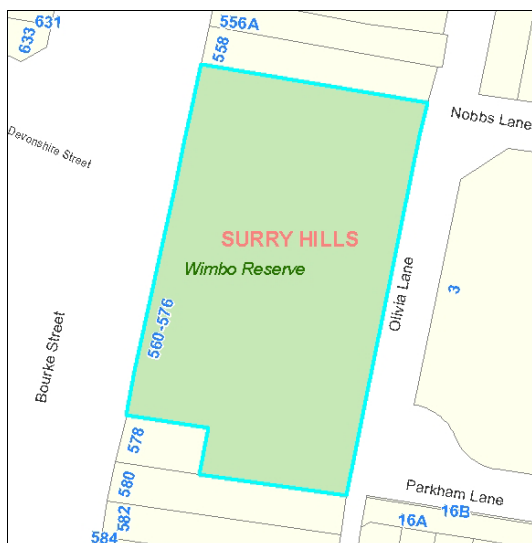 631
633
556A
558
Nobbs Lane
Devonshire Street
SURRY HILLS
Wimbo Reserve
3
Olivia Lane
560-576
Bourke Street
578
580
Parkham Lane
582
16B
16A
584